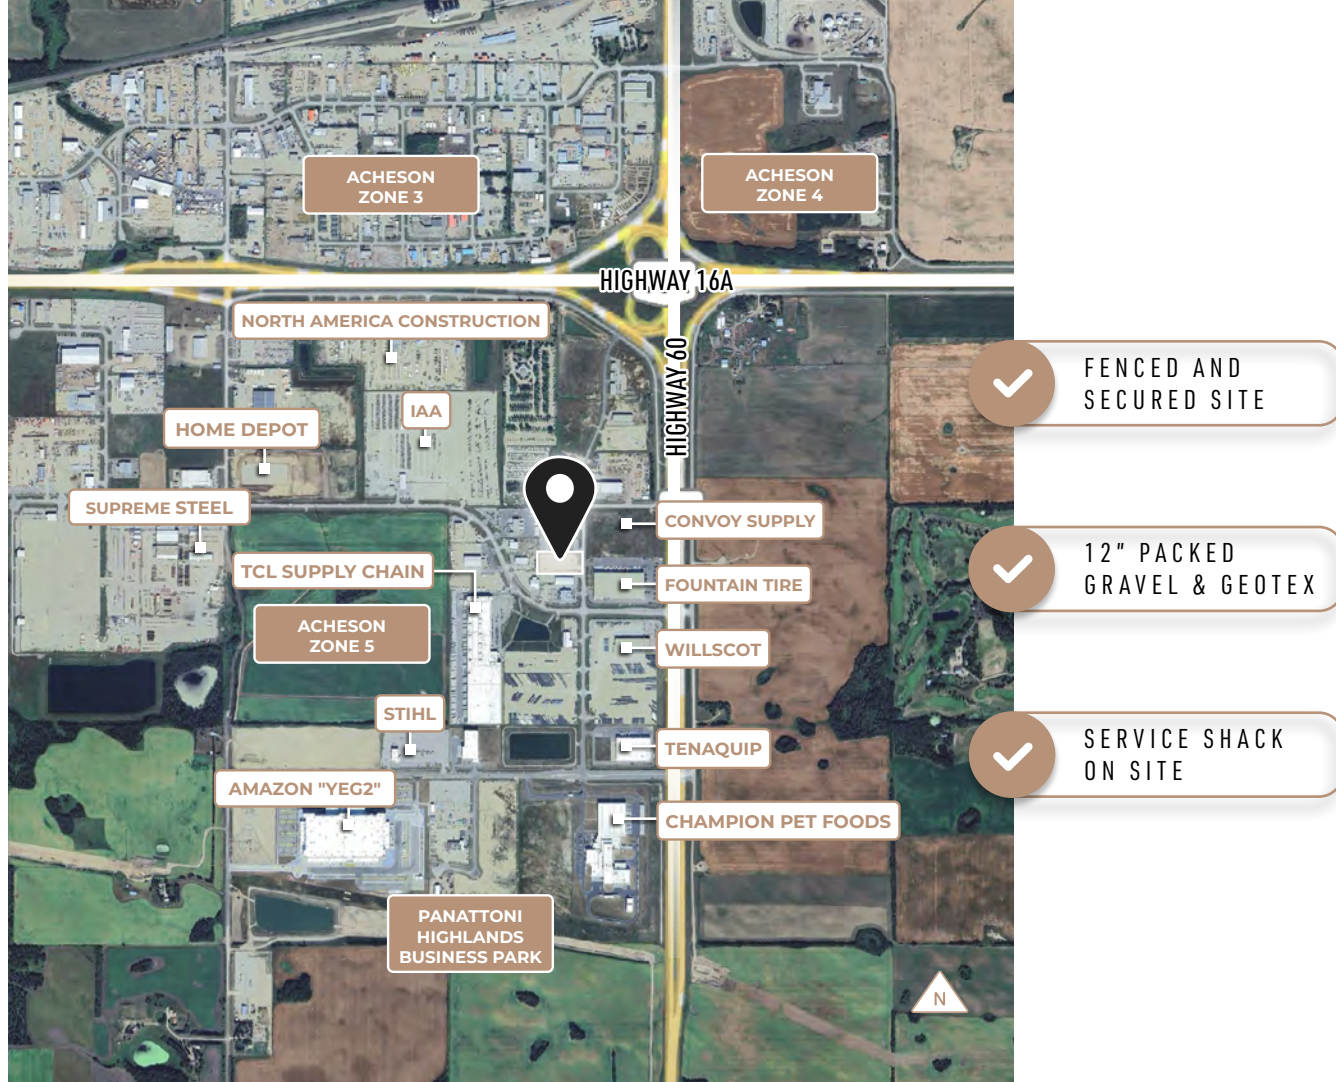 ACHESON
ZONE 3
ACHESON
ZONE 4
HIGHWAY 16A
NORTH AMERICA CONSTRUCTION
HIGHWAY 60
IAA
HOME DEPOT
SUPREME STEEL
CONVOY SUPPLY
TCL SUPPLY CHAIN
FOUNTAIN TIRE
ACHESON
ZONE 5
WILLSCOT
STIHL
TENAQUIP
AMAZON "YEG2"
CHAMPION PET FOODS
PANATTONI
HIGHLANDS
BUSINESS PARK
N
FENCED AND
SECURED SITE
12" PACKED
GRAVEL & GEOTEX
SERVICE SHACK
ON SITE